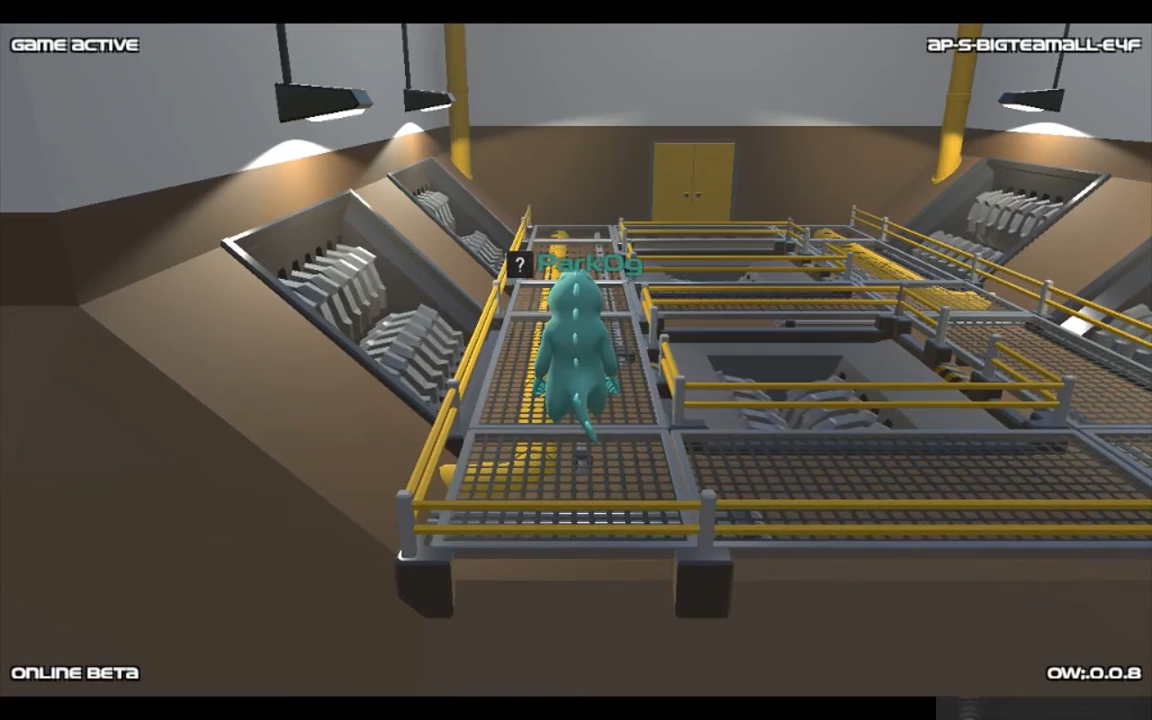 GAME ACTIVE
AP-S-BIGTEAMALL-E4F
? ParkOg
ONLINE BETA
OW;.0.0.8